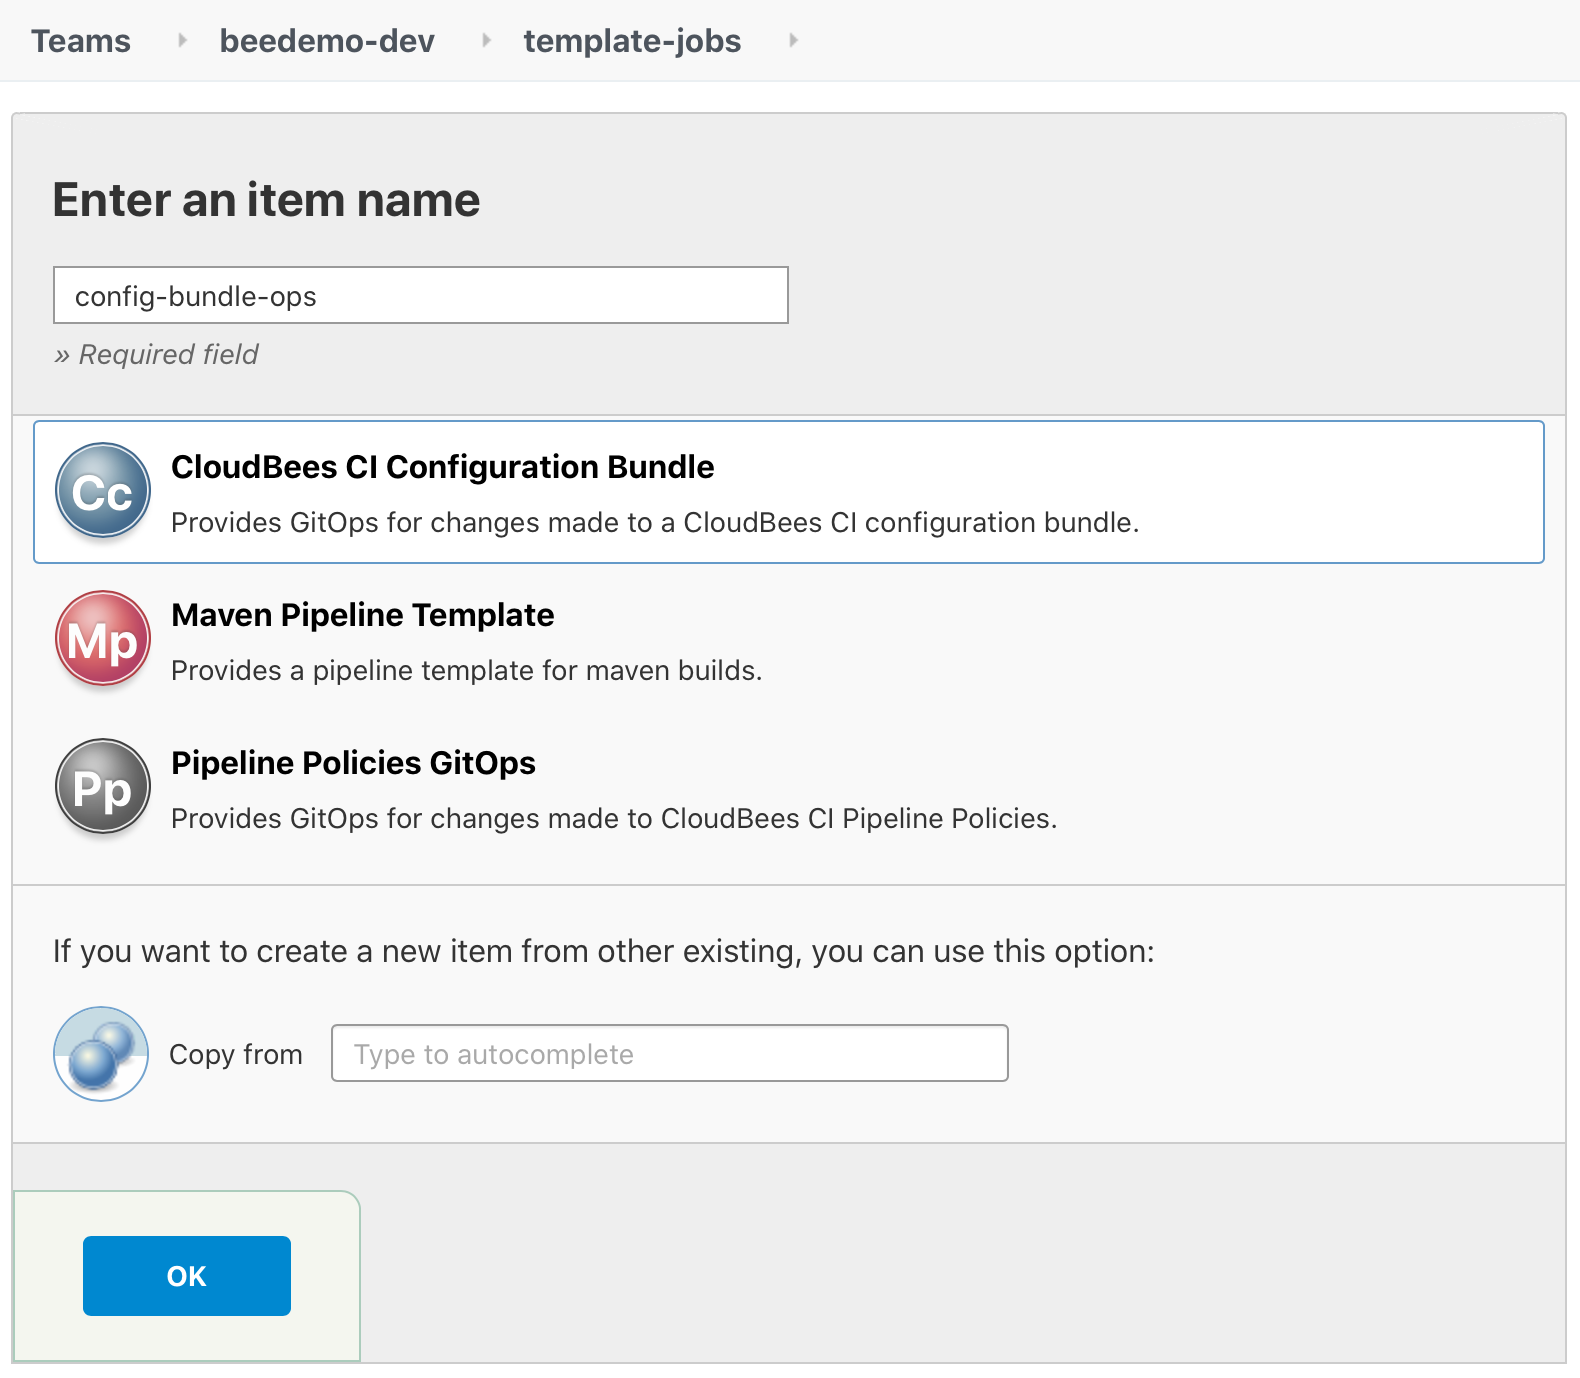 Teams beedemo-dev template-jobs
Enter an item name
config-bundle-ops
» Required field
Cc
CloudBees CI Configuration Bundle
Provides GitOps for changes made to a CloudBees CI configuration bundle.
Mp
Maven Pipeline Template
Provides a pipeline template for maven builds.
Pp
Pipeline Policies GitOps
Provides GitOps for changes made to CloudBees CI Pipeline Policies.
If you want to create a new item from other existing, you can use this option:
Copy from Type to autocomplete
OK